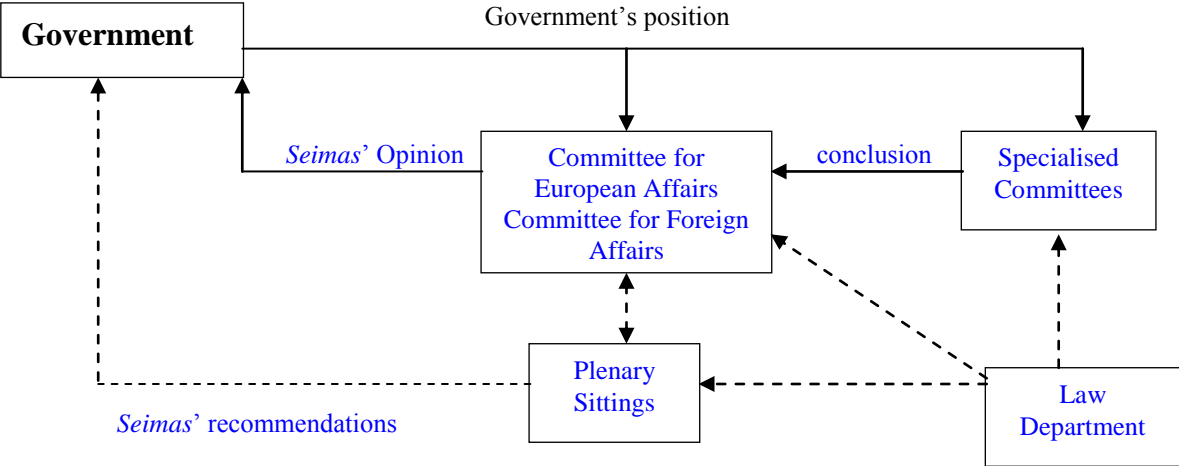 Government’s position
Government
Seimas’ Opinion
Committee for
European Affairs
Committee for Foreign
Affairs
conclusion
Specialised
Committees
Plenary
Sittings
Law
Department
Seimas’ recommendations